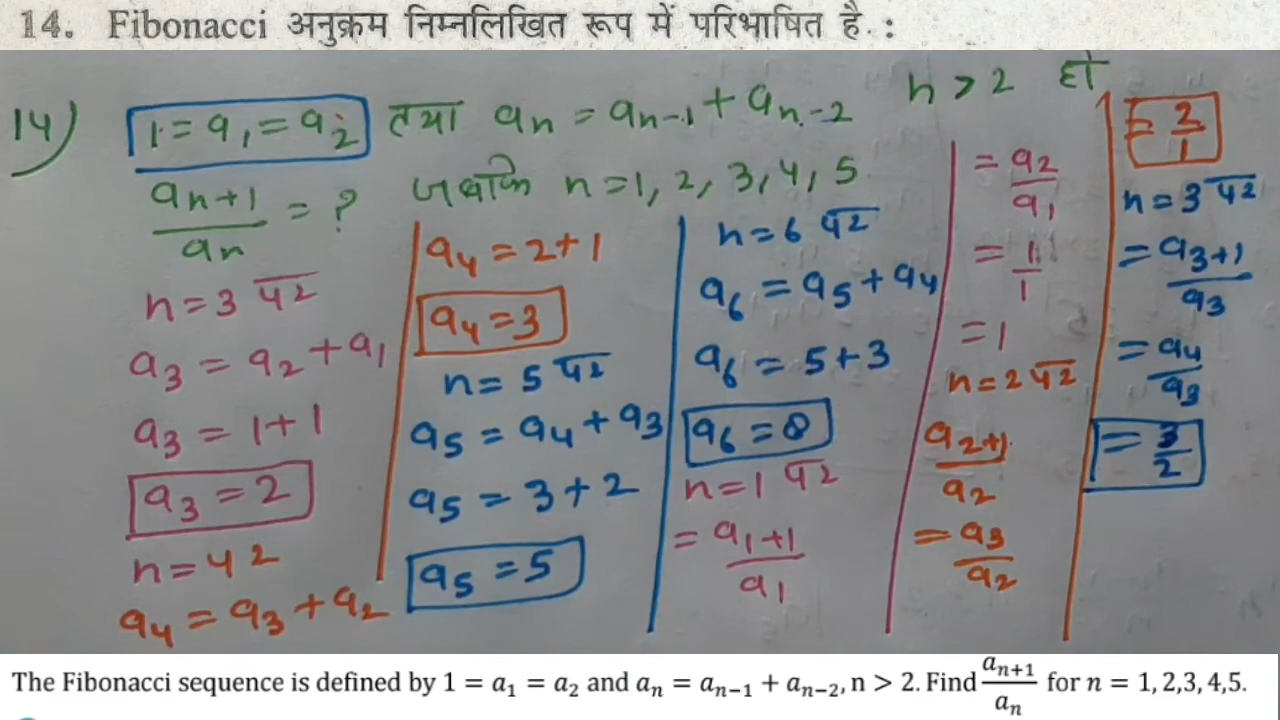 14. Fibonacci अनुक्रम निम्नलिखित रूप में परिभाषित है. :
14) 1 = a₁ = a₂ तथा aₙ = aₙ₋₁ + aₙ₋₂ n > 2 हो
aₙ₊₁/aₙ = ? जबकि n = 1, 2, 3, 4, 5
n = 3 पर
a₃ = a₂ + a₁
a₃ = 1 + 1
a₃ = 2
n = 4 2
a₄ = a₃ + a₂
a₄ = 2 + 1
a₄ = 3
n = 5 पर
a₅ = a₄ + a₃
a₅ = 3 + 2
a₅ = 5
n = 6 पर
a₆ = a₅ + a₄
a₆ = 5 + 3
a₆ = 8
n = 1 पर
= a₁₊₁/a₁
= a₂/a₁
= 1/1
= 1
n = 2 पर
a₂₊₁/a₂
= a₃/a₂
= 2/1
n = 3 पर
= a₃₊₁/a₃
= a₄/a₃
= 3/2
The Fibonacci sequence is defined by 1 = a₁ = a₂ and aₙ = aₙ₋₁ + aₙ₋₂, n > 2. Find aₙ₊₁/aₙ for n = 1, 2,3, 4,5.